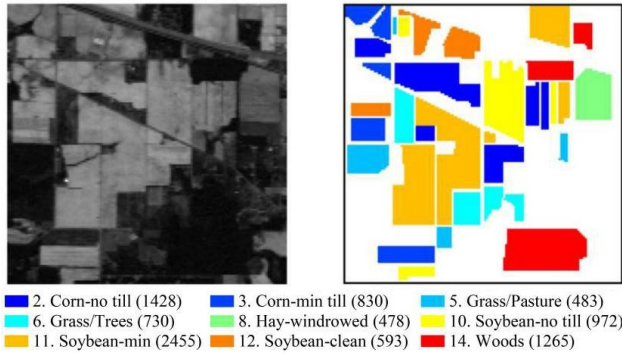 2. Corn-no till (1428) 3. Corn-min till (830) 5. Grass/Pasture (483)
6. Grass/Trees (730) 8. Hay-windrowed (478) 10. Soybean-no till (972)
11. Soybean-min (2455) 12. Soybean-clean (593) 14. Woods (1265)